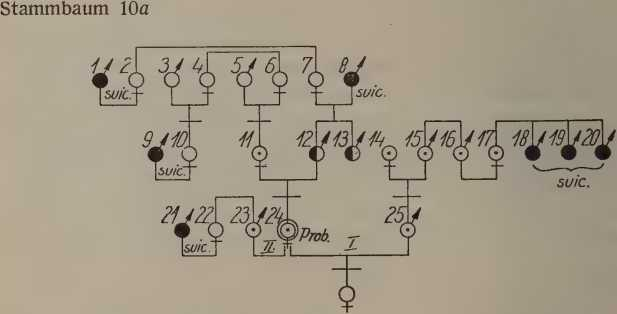 Stammbaum 10a
1 2 3 4 5 6 7 8
suic. suic.
9 10 11 12 13 14 15 16 17 18 19 20
suic. suic.
21 22 23 24 25
suic. Prob.
II. I